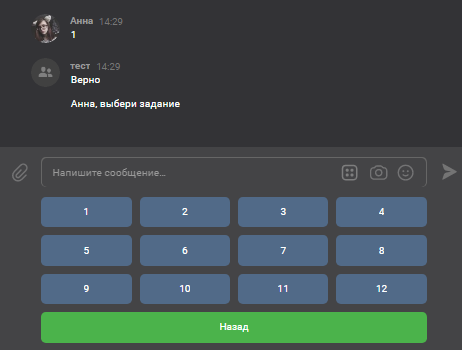 Анна 14:29
1
тест 14:29
Верно
Анна, выбери задание
Напишите сообщение...
1 2 3 4
5 6 7 8
9 10 11 12
Назад